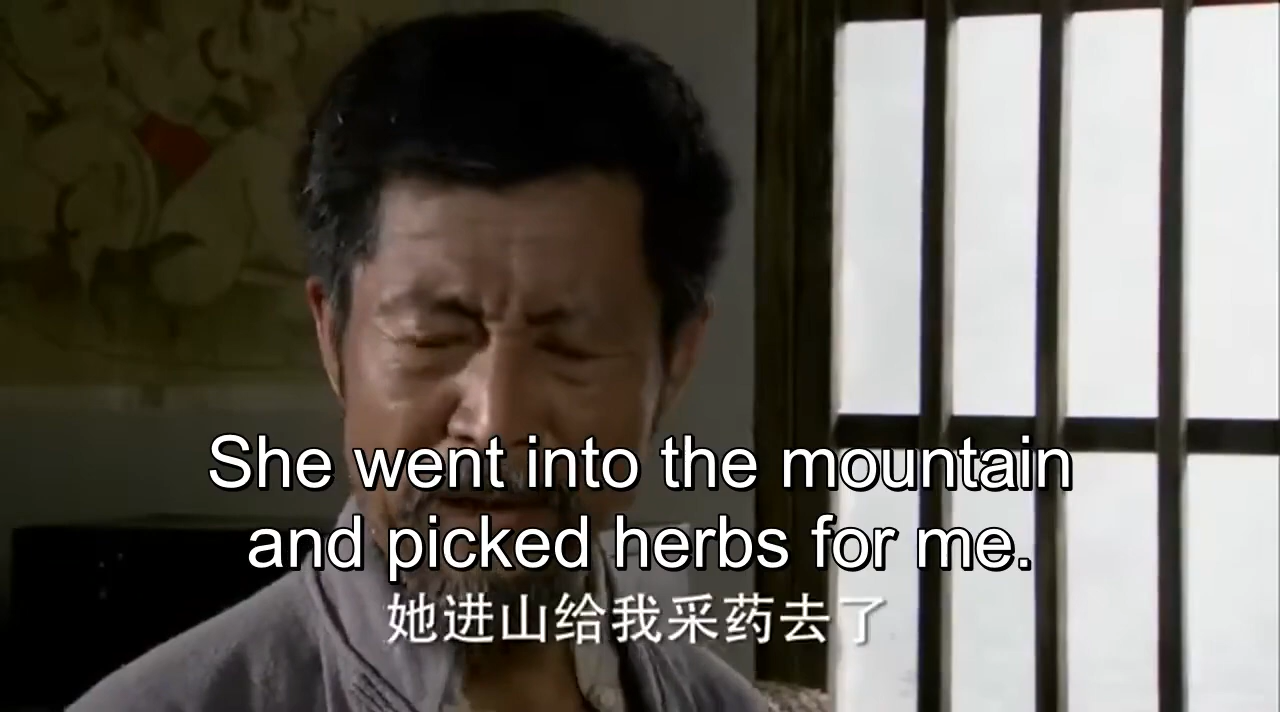 She went into the mountain
and picked herbs for me.
她进山给我采药去了